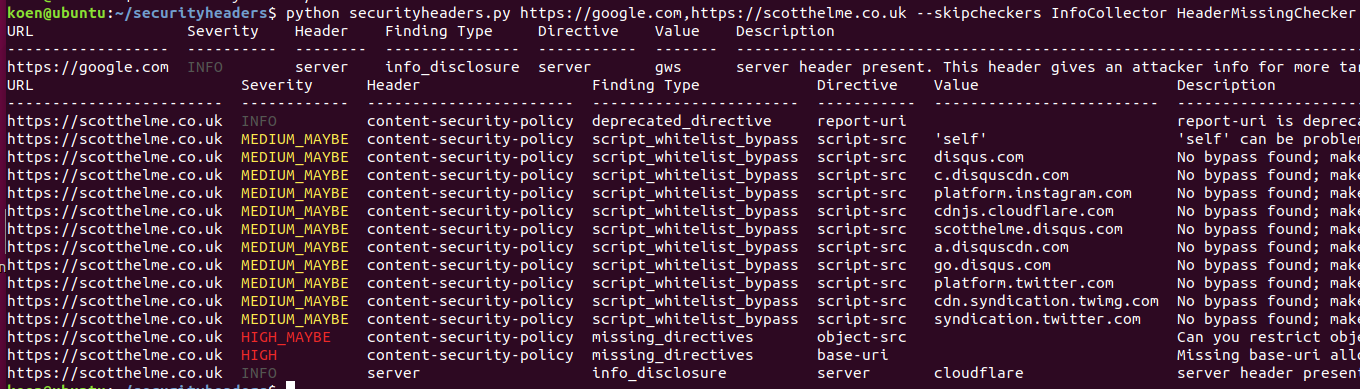 koen@ubuntu:~/securityheaders$ python securityheaders.py https://google.com,https://scotthelme.co.uk --skipcheckers InfoCollector HeaderMissingChecker
URL Severity Header Finding Type Directive Value Description
------------------ ---------- -------- --------------- ----------- ------- ----------------------------------------------------------------------
https://google.com INFO server info_disclosure server gws server header present. This header gives an attacker info for more tar
URL Severity Header Finding Type Directive Value Description
------------------------ ------------ ----------------------- ----------------------- ----------- ------------------------- --------------------
https://scotthelme.co.uk INFO content-security-policy deprecated_directive report-uri report-uri is depreca
https://scotthelme.co.uk MEDIUM_MAYBE content-security-policy script_whitelist_bypass script-src 'self' 'self' can be problem
https://scotthelme.co.uk MEDIUM_MAYBE content-security-policy script_whitelist_bypass script-src disqus.com No bypass found; make
https://scotthelme.co.uk MEDIUM_MAYBE content-security-policy script_whitelist_bypass script-src c.disquscdn.com No bypass found; make
https://scotthelme.co.uk MEDIUM_MAYBE content-security-policy script_whitelist_bypass script-src platform.instagram.com No bypass found; make
https://scotthelme.co.uk MEDIUM_MAYBE content-security-policy script_whitelist_bypass script-src cdnjs.cloudflare.com No bypass found; make
https://scotthelme.co.uk MEDIUM_MAYBE content-security-policy script_whitelist_bypass script-src scotthelme.disqus.com No bypass found; make
https://scotthelme.co.uk MEDIUM_MAYBE content-security-policy script_whitelist_bypass script-src a.disquscdn.com No bypass found; make
https://scotthelme.co.uk MEDIUM_MAYBE content-security-policy script_whitelist_bypass script-src go.disqus.com No bypass found; make
https://scotthelme.co.uk MEDIUM_MAYBE content-security-policy script_whitelist_bypass script-src platform.twitter.com No bypass found; make
https://scotthelme.co.uk MEDIUM_MAYBE content-security-policy script_whitelist_bypass script-src cdn.syndication.twimg.com No bypass found; make
https://scotthelme.co.uk MEDIUM_MAYBE content-security-policy script_whitelist_bypass script-src syndication.twitter.com No bypass found; make
https://scotthelme.co.uk HIGH_MAYBE content-security-policy missing_directives object-src Can you restrict obje
https://scotthelme.co.uk HIGH content-security-policy missing_directives base-uri Missing base-uri allo
https://scotthelme.co.uk INFO server info_disclosure server cloudflare server header present
koen@ubuntu:~/securityheaders$